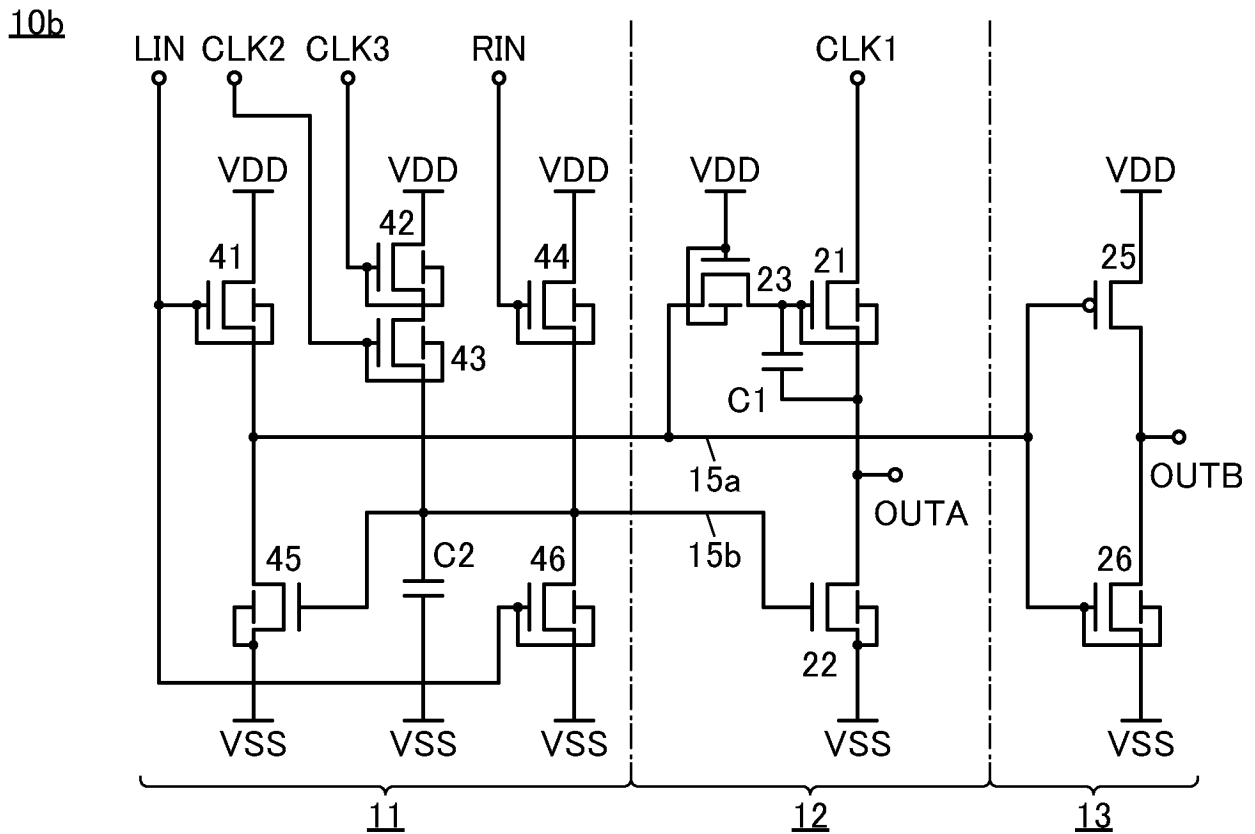 10b
LIN CLK2 CLK3 RIN CLK1
VDD VDD VDD VDD VDD
41 42 44 23 21 25
43
C1
15a OUTA OUTB
15b
45 C2 46 26
22
VSS VSS VSS VSS VSS
11 12 13